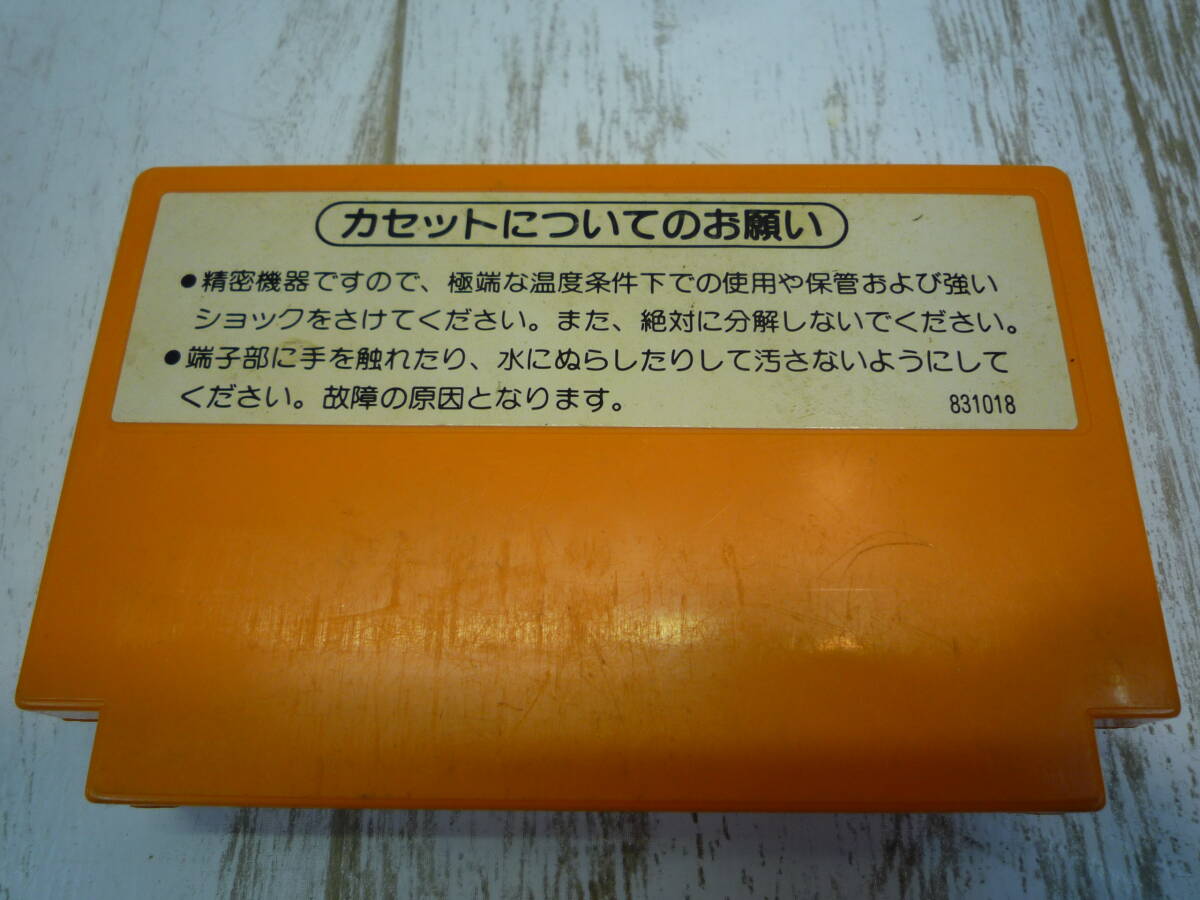 カセットについてのお願い
●精密機器ですので、極端な温度条件下での使用や保管および強い
ショックをさけてください。また、絶対に分解しないでください。
●端子部に手を触れたり、水にぬらしたりして汚さないようにして
ください。故障の原因となります。 831018